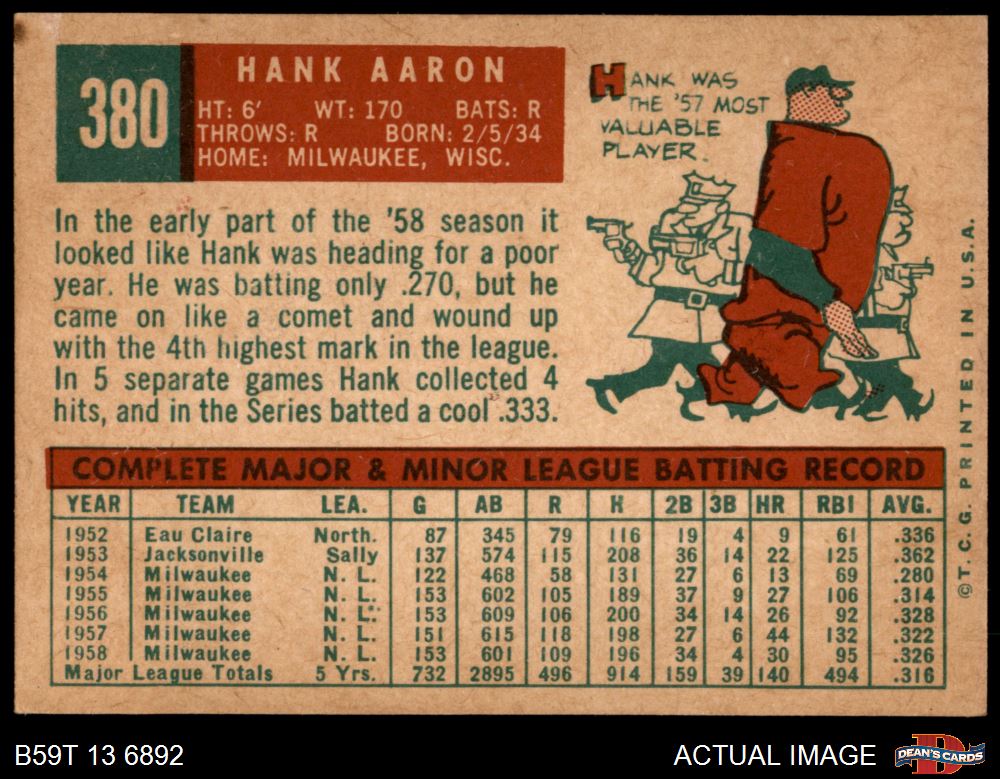 380
HANK AARON
HT: 6' WT: 170 BATS: R
THROWS: R BORN: 2/5/34
HOME: MILWAUKEE, WISC.
HANK WAS
THE '57 MOST
VALUABLE
PLAYER.
In the early part of the '58 season it
looked like Hank was heading for a poor
year. He was batting only .270, but he
came on like a comet and wound up
with the 4th highest mark in the league.
In 5 separate games Hank collected 4
hits, and in the Series batted a cool .333.
COMPLETE MAJOR & MINOR LEAGUE BATTING RECORD
YEAR TEAM LEA. G AB R H 2B 3B HR RBI AVG.
1952 Eau Claire North. 87 345 79 116 19 4 9 61 .336
1953 Jacksonville Sally 137 574 115 208 36 14 22 125 .362
1954 Milwaukee N. L. 122 468 58 131 27 6 13 69 .280
1955 Milwaukee N. L. 153 602 105 189 37 9 27 106 .314
1956 Milwaukee N. L. 153 609 106 200 34 14 26 92 .328
1957 Milwaukee N. L. 151 615 118 198 27 6 44 132 .322
1958 Milwaukee N. L. 153 601 109 196 34 4 30 95 .326
Major League Totals 5 Yrs. 732 2895 496 914 159 39 140 494 .316
©T. C. G. PRINTED IN U.S.A.
B59T 13 6892
ACTUAL IMAGE
D
DEAN'S CARDS